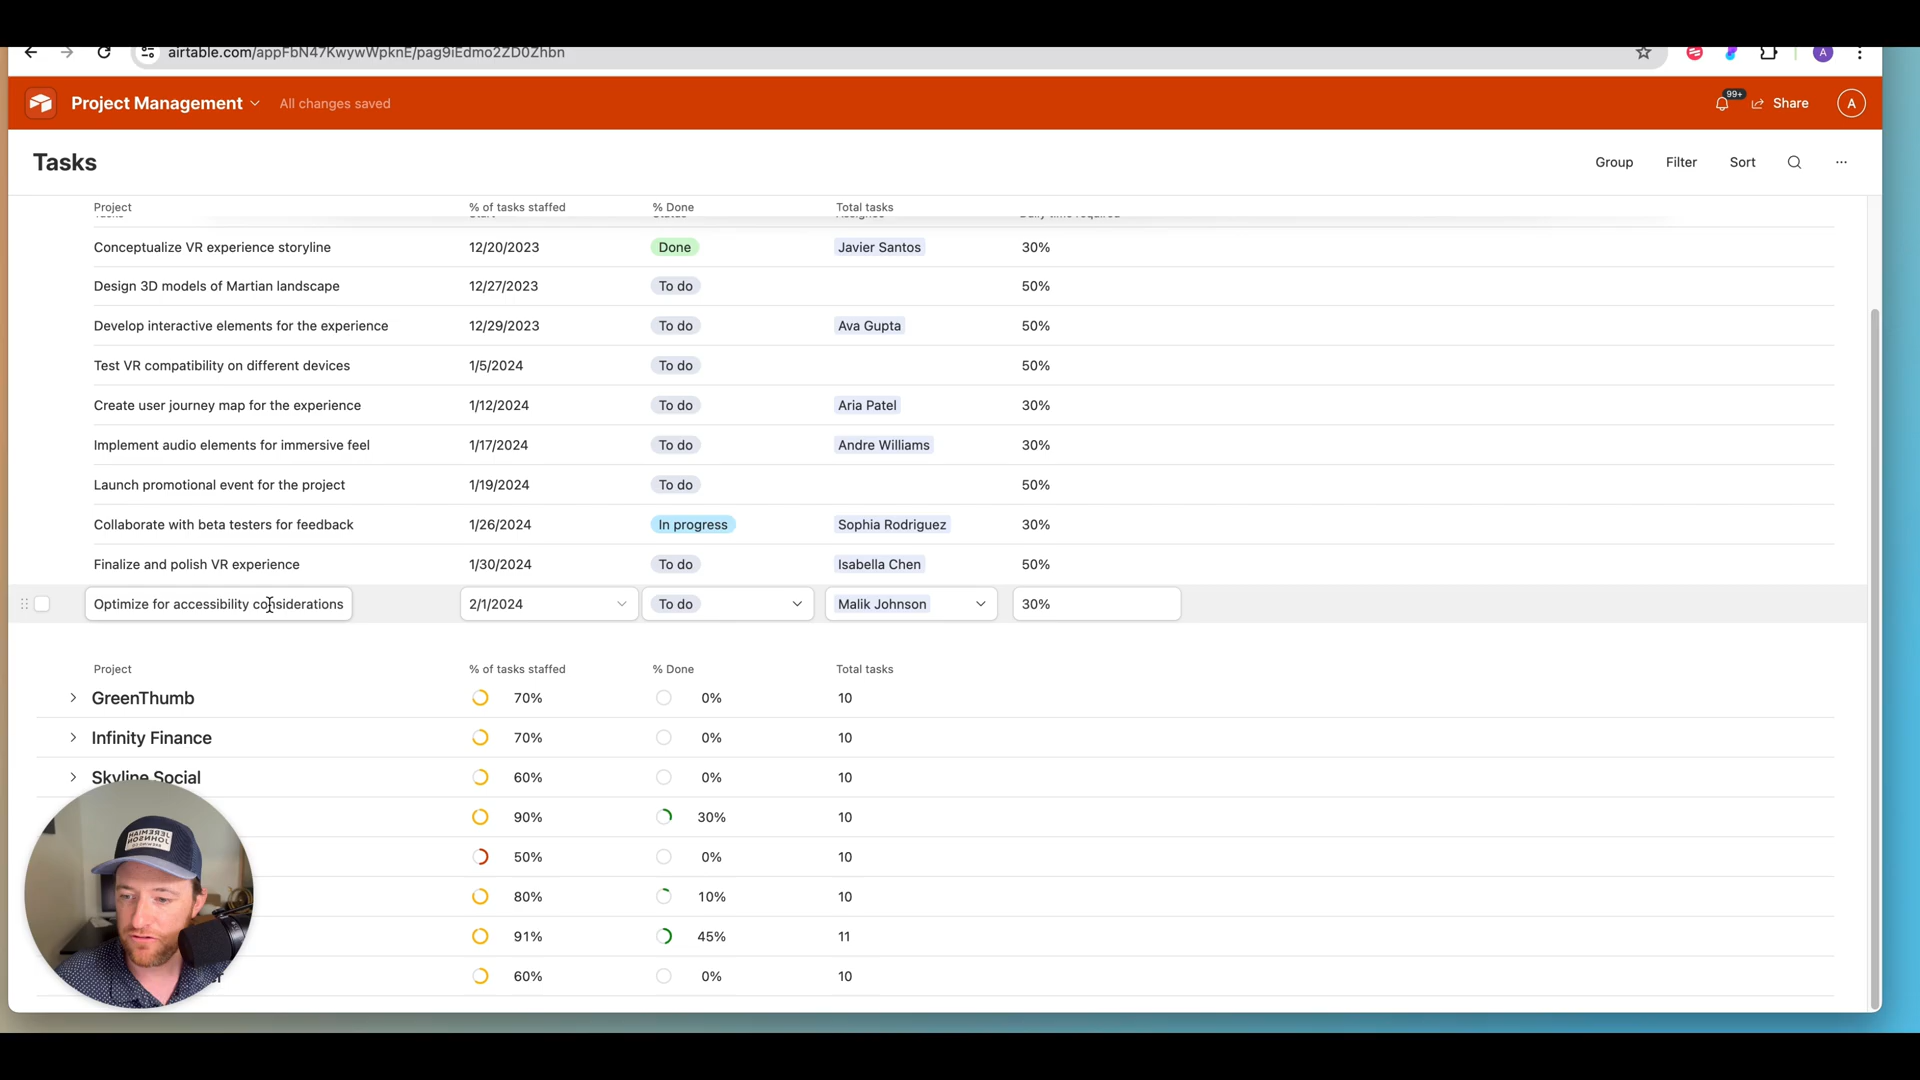 airtable.com/appFbN47KwywWpknE/pag9iEdmo2ZD0Zhbn
A
Project Management
All changes saved
99+
Share
A
Tasks
Group
Filter
Sort
Project % of tasks staffed % Done Total tasks
Conceptualize VR experience storyline 12/20/2023 Done Javier Santos 30%
Design 3D models of Martian landscape 12/27/2023 To do 50%
Develop interactive elements for the experience 12/29/2023 To do Ava Gupta 50%
Test VR compatibility on different devices 1/5/2024 To do 50%
Create user journey map for the experience 1/12/2024 To do Aria Patel 30%
Implement audio elements for immersive feel 1/17/2024 To do Andre Williams 30%
Launch promotional event for the project 1/19/2024 To do 50%
Collaborate with beta testers for feedback 1/26/2024 In progress Sophia Rodriguez 30%
Finalize and polish VR experience 1/30/2024 To do Isabella Chen 50%
Optimize for accessibility considerations 2/1/2024 To do Malik Johnson 30%
Project % of tasks staffed % Done Total tasks
GreenThumb 70% 0% 10
Infinity Finance 70% 0% 10
Skyline Social 60% 0% 10
90% 30% 10
50% 0% 10
80% 10% 10
91% 45% 11
60% 0% 10